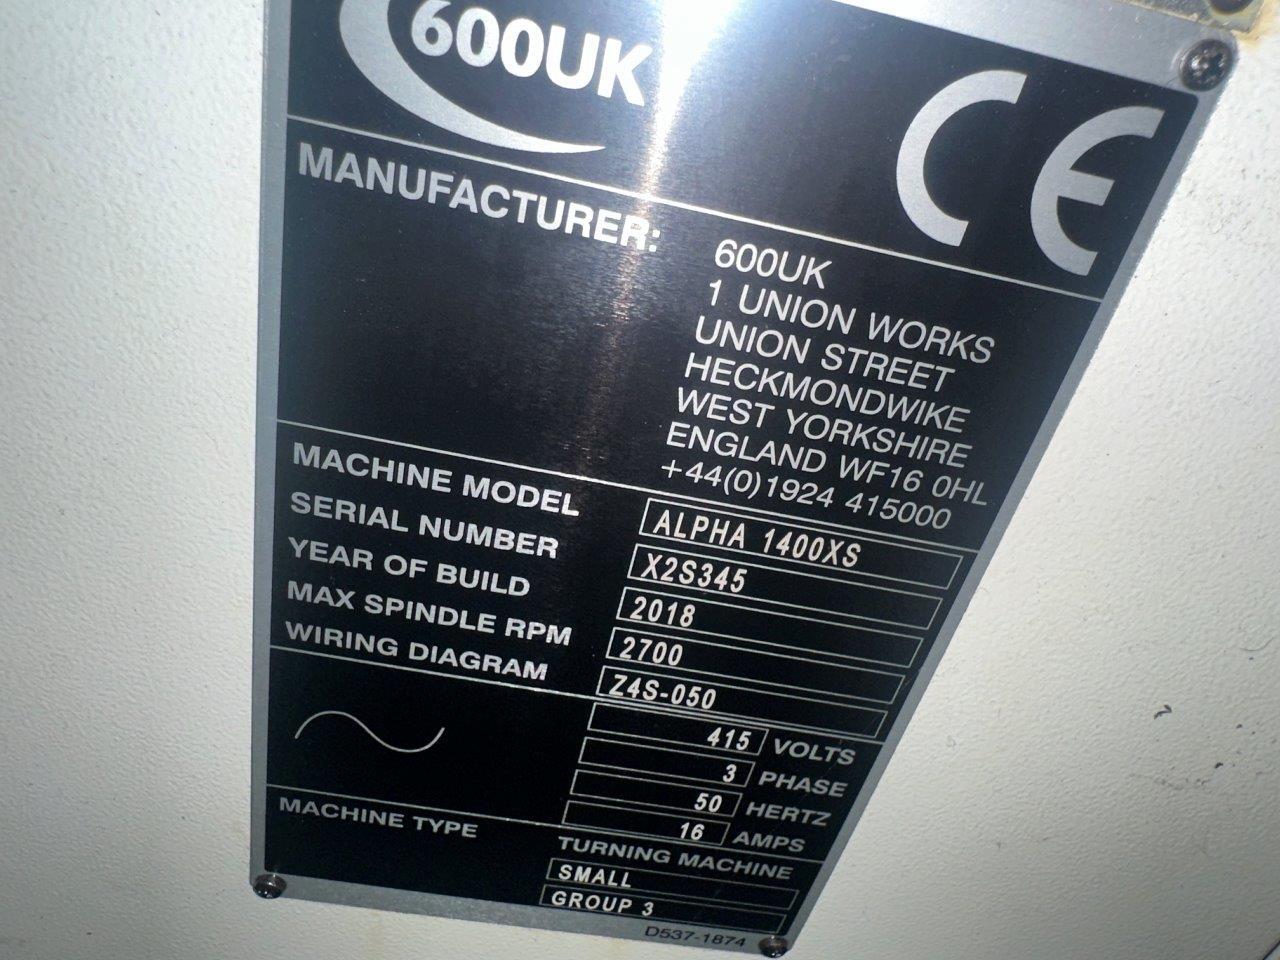 600UK
CE
MANUFACTURER:
600UK
1 UNION WORKS
UNION STREET
HECKMONDWIKE
WEST YORKSHIRE
ENGLAND WF16 0HL
+44(0)1924 415000
MACHINE MODEL ALPHA 1400XS
SERIAL NUMBER X2S345
YEAR OF BUILD 2018
MAX SPINDLE RPM 2700
WIRING DIAGRAM Z4S-050
415 VOLTS
3 PHASE
50 HERTZ
16 AMPS
MACHINE TYPE TURNING MACHINE
SMALL
GROUP 3
D537-1874